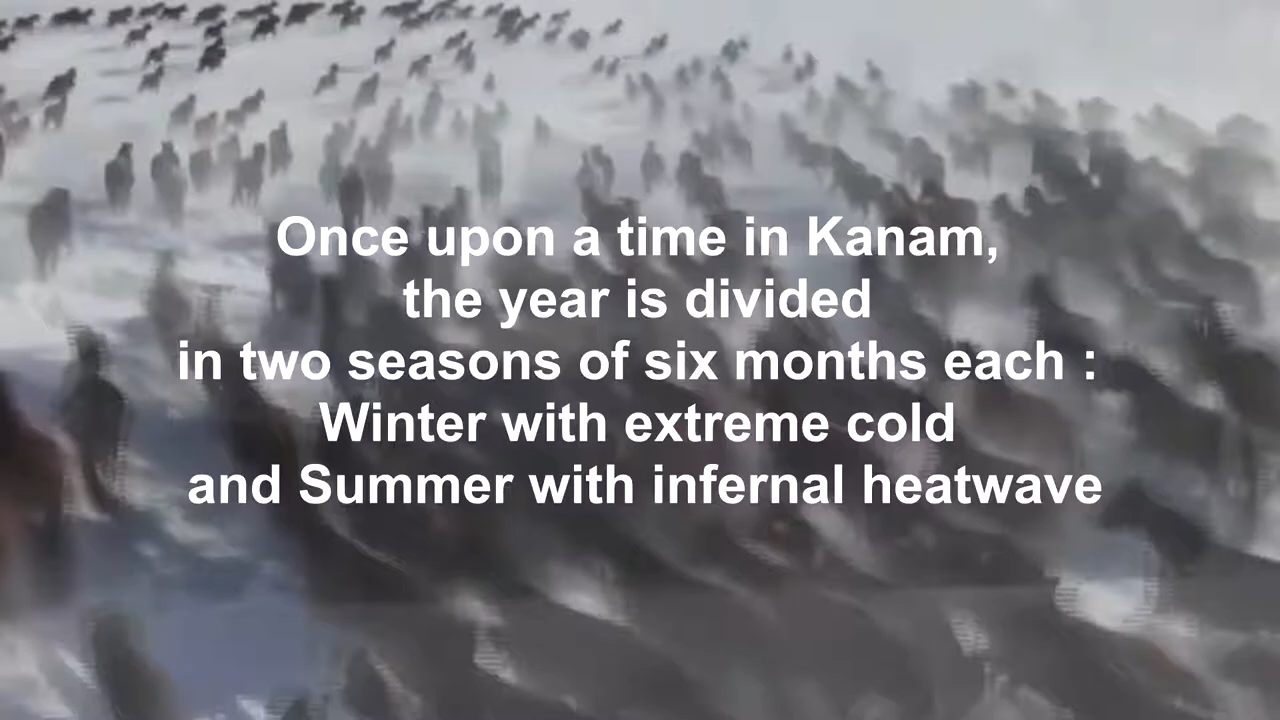 Once upon a time in Kanam,
the year is divided
in two seasons of six months each :
Winter with extreme cold
and Summer with infernal heatwave